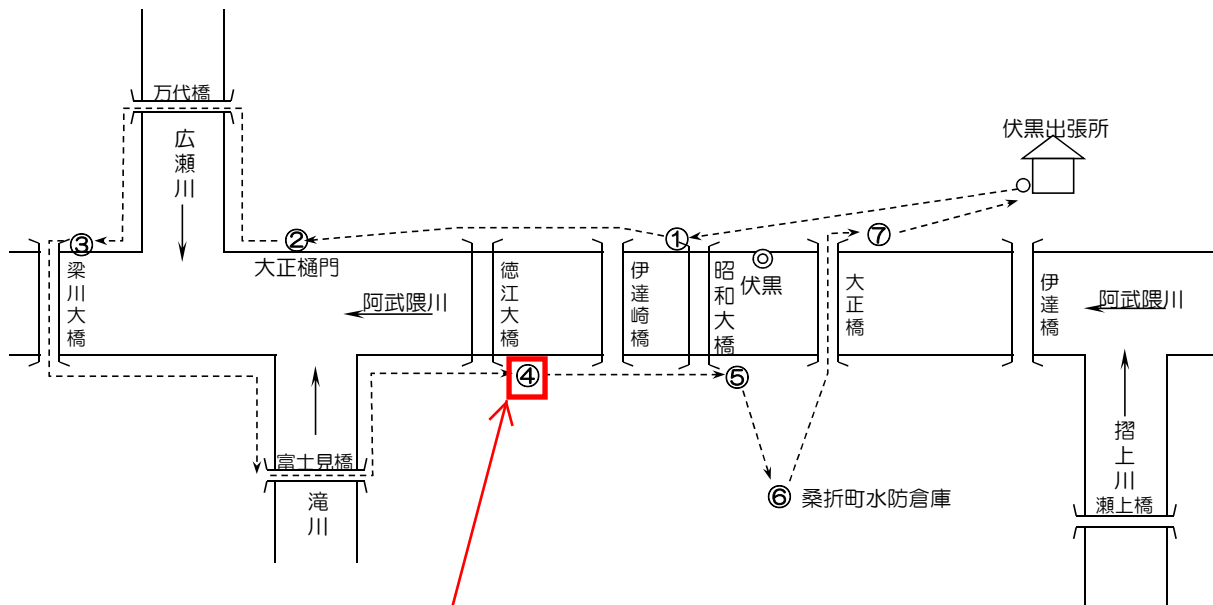 万代橋
広瀬川
伏黒出張所
③
②
①
⑦
大正樋門
伏黒
梁川大橋
阿武隈川
徳江大橋
伊達崎橋
昭和大橋
大正橋
伊達橋
阿武隈川
④
⑤
富士見橋
滝川
⑥ 桑折町水防倉庫
摺上川
瀬上橋